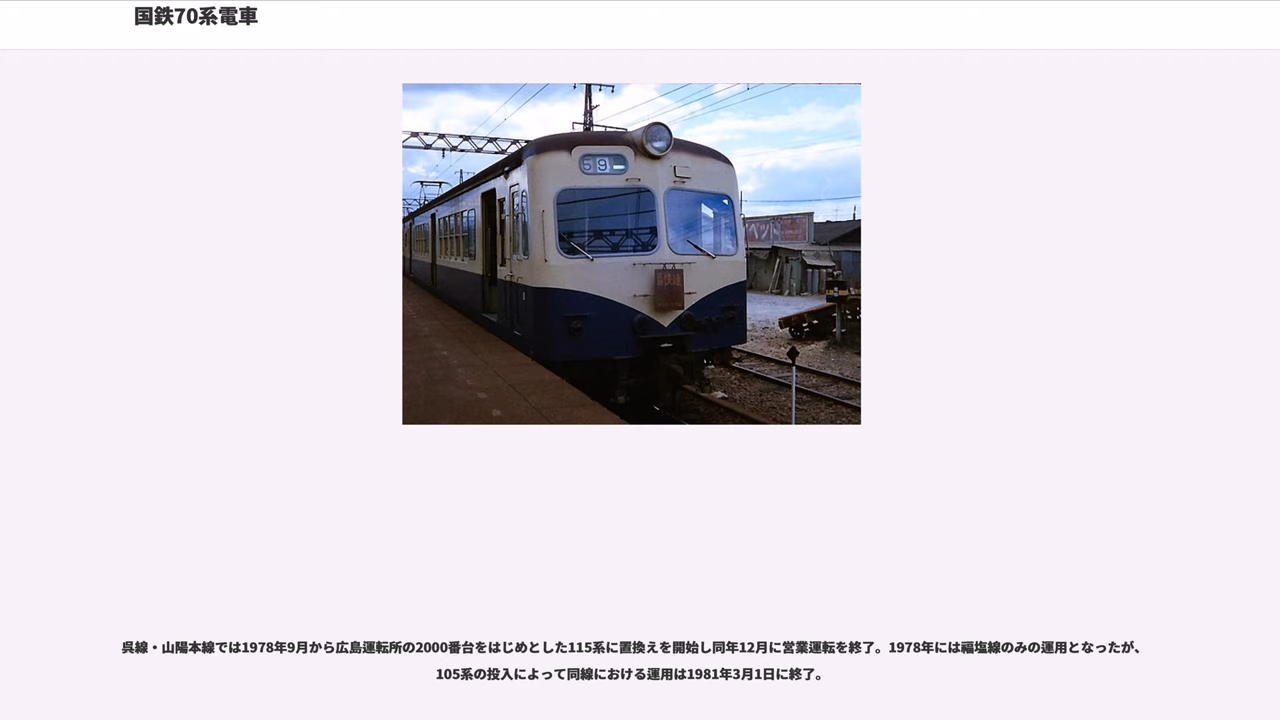 国鉄70系電車
59
ペット
快速
呉線・山陽本線では1978年9月から広島運転所の2000番台をはじめとした115系に置換えを開始し同年12月に営業運転を終了。1978年には福塩線のみの運用となったが、
105系の投入によって同線における運用は1981年3月1日に終了。